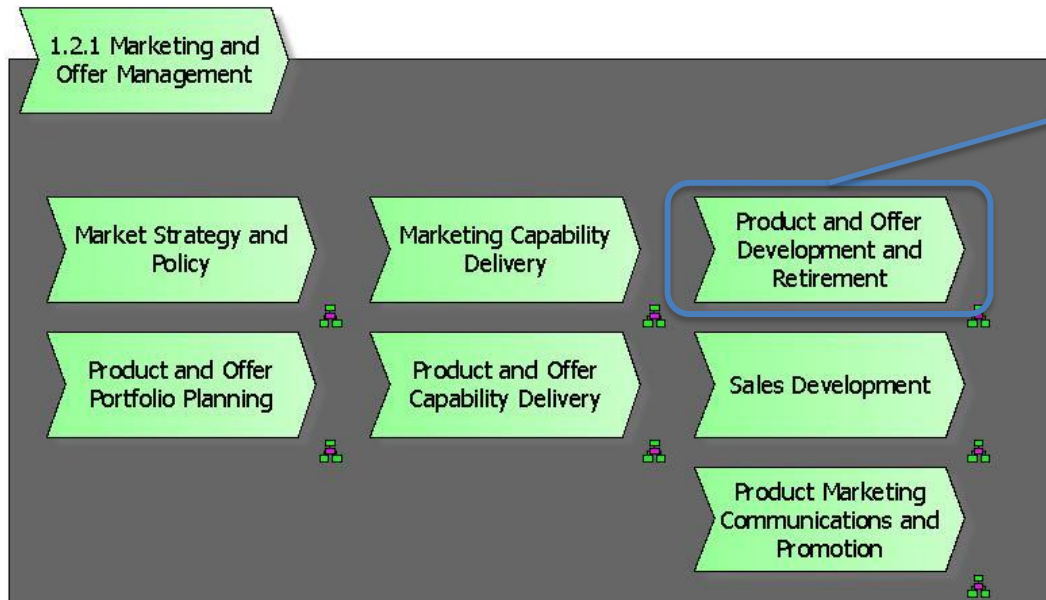 1.2.1 Marketing and
Offer Management
Market Strategy and
Policy
Marketing Capability
Delivery
Product and Offer
Development and
Retirement
Product and Offer
Portfolio Planning
Product and Offer
Capability Delivery
Sales Development
Product Marketing
Communications and
Promotion